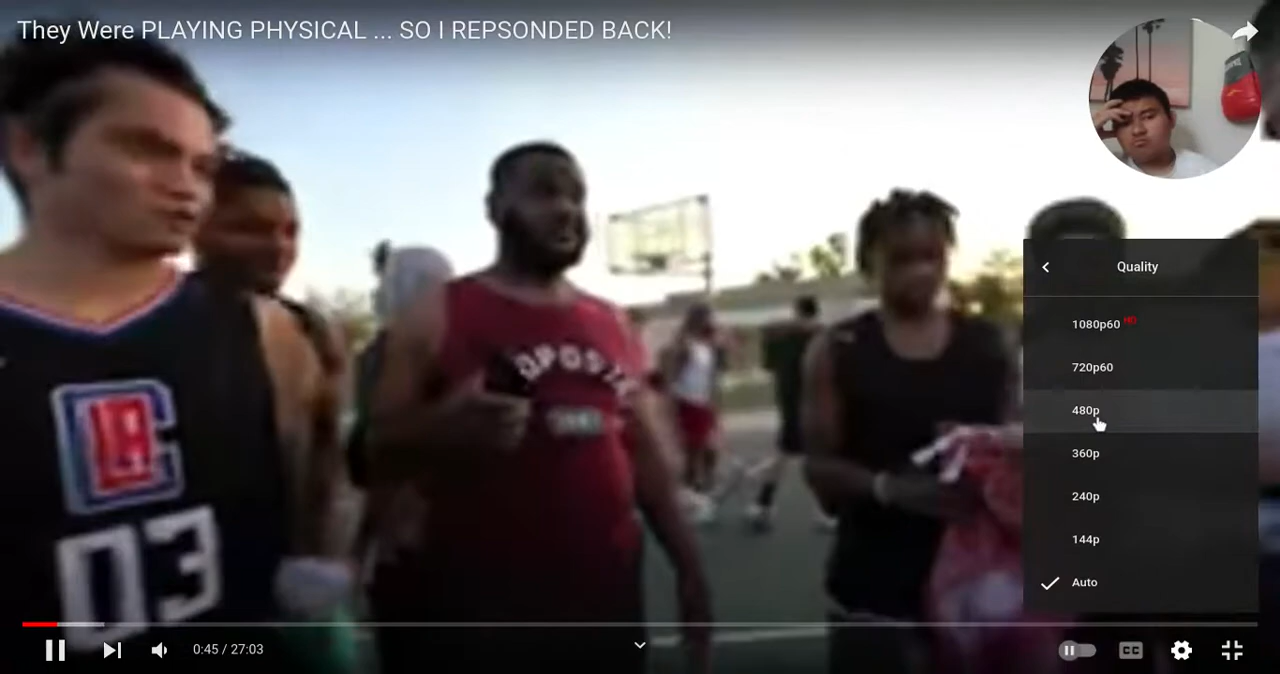 They Were PLAYING PHYSICAL ... SO I REPSONDED BACK!
Quality
1080p60 HD
720p60
480p
360p
240p
144p
Auto
03
0:45 / 27:03
CC